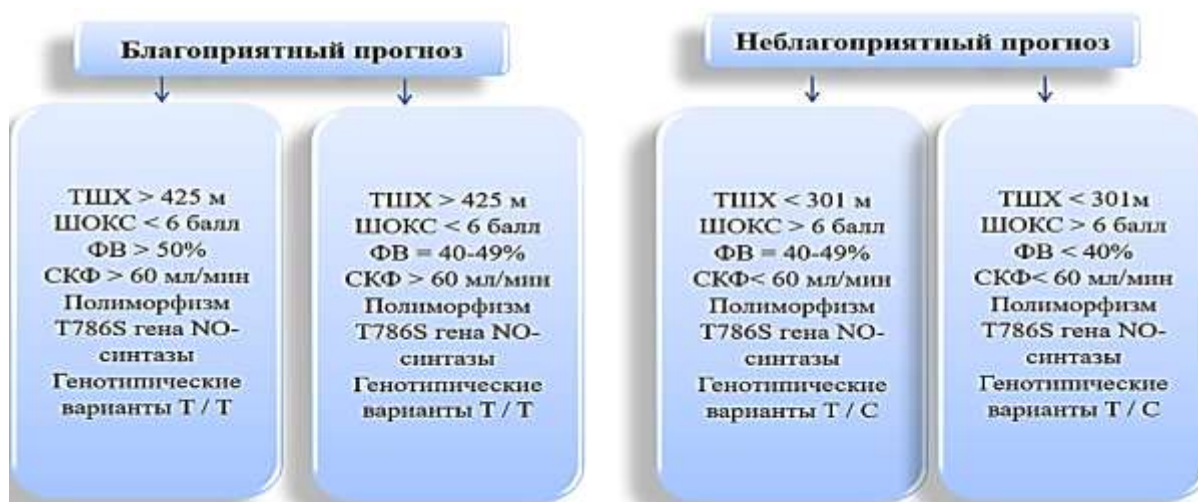 Благоприятный прогноз
ТШХ > 425 м
ШОКС < 6 балл
ФВ > 50%
СКФ > 60 мл/мин
Полиморфизм
T786S гена NO-
синтазы
Генотипические
варианты Т / Т
ТШХ > 425 м
ШОКС < 6 балл
ФВ = 40-49%
СКФ > 60 мл/мин
Полиморфизм
T786S гена NO-
синтазы
Генотипические
варианты Т / Т
Неблагоприятный прогноз
ТШХ < 301 м
ШОКС > 6 балл
ФВ = 40-49%
СКФ< 60 мл/мин
Полиморфизм
T786S гена NO-
синтазы
Генотипические
варианты Т / С
ТШХ < 301м
ШОКС > 6 балл
ФВ < 40%
СКФ< 60 мл/мин
Полиморфизм
T786S гена NO-
синтазы
Генотипические
варианты Т / С